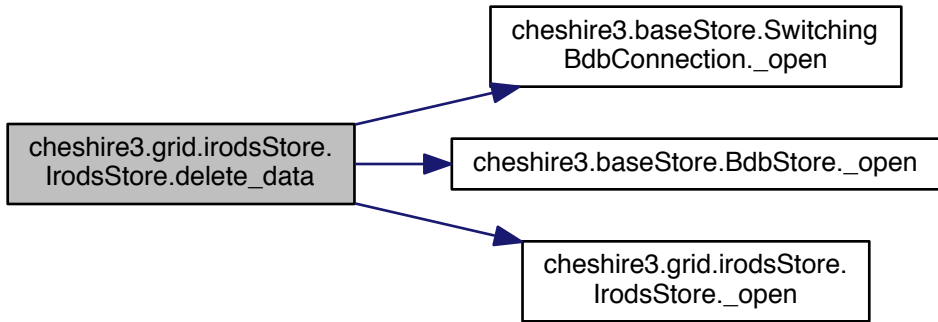 cheshire3.grid.irodsStore.
IrodsStore.delete_data
cheshire3.baseStore.Switching
BdbConnection._open
cheshire3.baseStore.BdbStore._open
cheshire3.grid.irodsStore.
IrodsStore._open